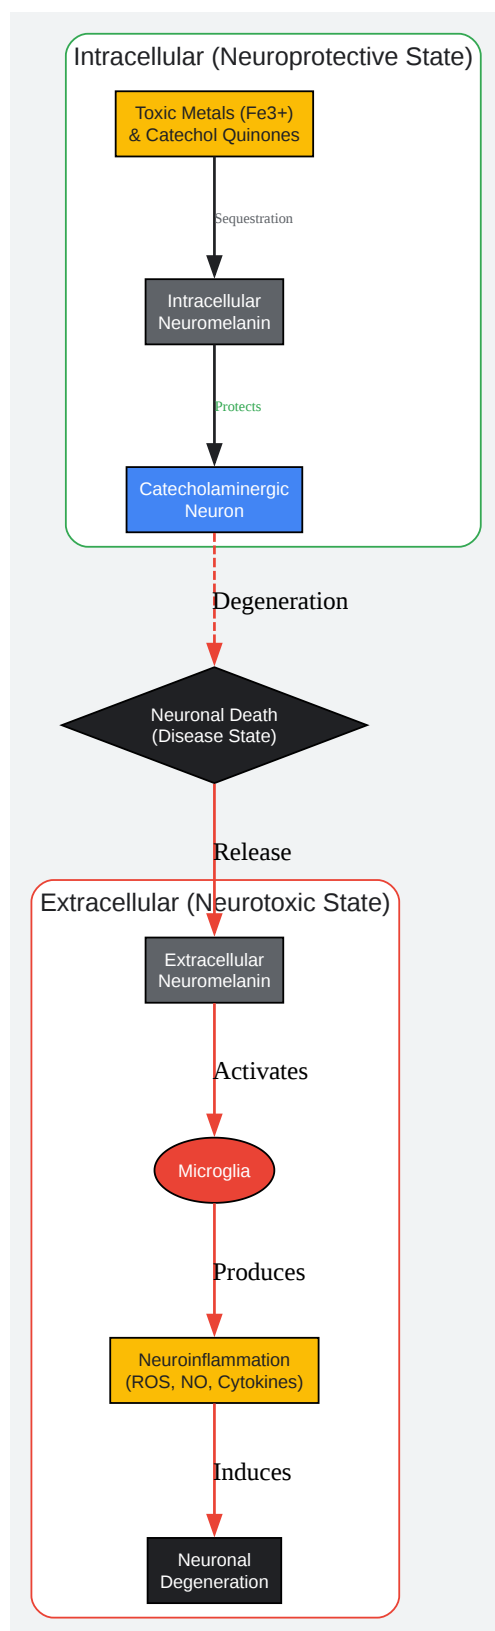 Intracellular (Neuroprotective State)
Toxic Metals (Fe3+)
& Catechol Quinones
Sequestration
Intracellular
Neuromelanin
Protects
Catecholaminergic
Neuron
Degeneration
Neuronal Death
(Disease State)
Release
Extracellular (Neurotoxic State)
Extracellular
Neuromelanin
Activates
Microglia
Produces
Neuroinflammation
(ROS, NO, Cytokines)
Induces
Neuronal
Degeneration